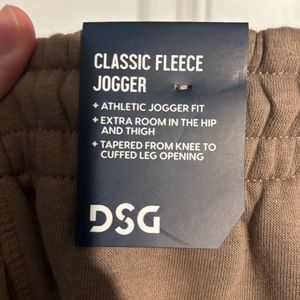 CLASSIC FLEECE
JOGGER
+ ATHLETIC JOGGER FIT
+ EXTRA ROOM IN THE HIP
AND THIGH
+ TAPERED FROM KNEE TO
CUFFED LEG OPENING
DSG